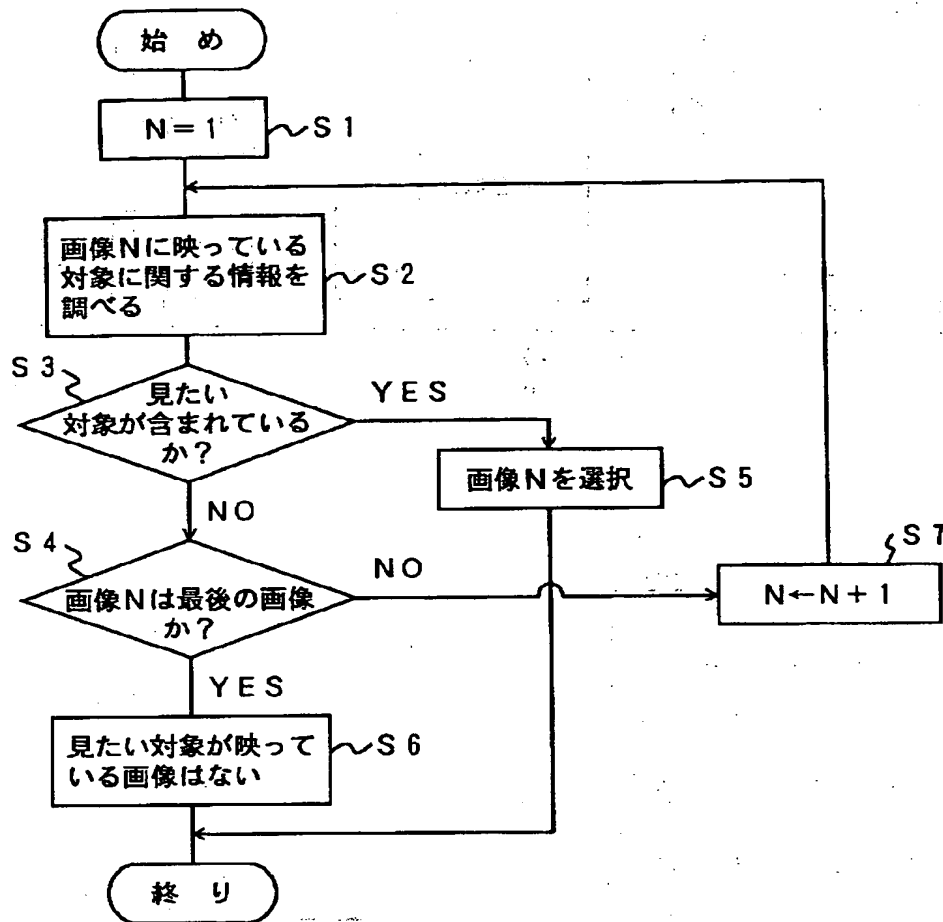 始 め
N=1
S1
画像Nに映っている
対象に関する情報を
調べる
S2
S3
見たい
対象が含まれている
か?
YES
画像Nを選択
S5
NO
S4
画像Nは最後の画像
か?
NO
S7
N←N+1
YES
見たい対象が映って
いる画像はない
S6
終 り